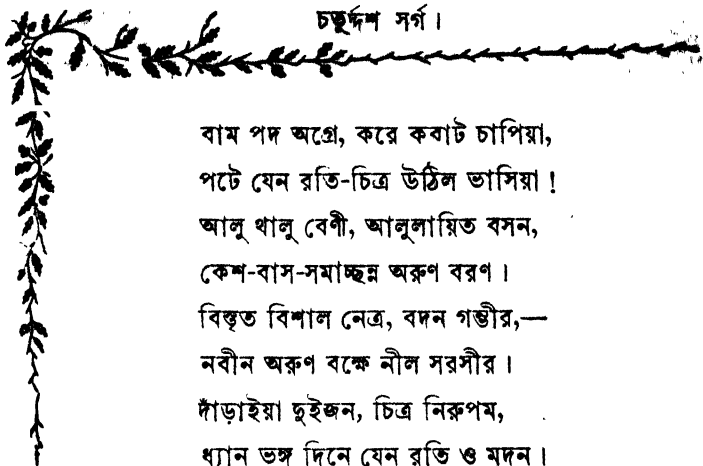 চতুর্দ্দশ সর্গ।
বাম পদ অগ্রে, করে কবাট চাপিয়া,
পটে যেন রতি-চিত্র উঠিল ভাসিয়া !
আলু থালু বেণী, আলুলায়িত বসন,
কেশ-বাস-সমাচ্ছন্ন অরুণ বরণ।
বিস্তৃত বিশাল নেত্র, বদন গম্ভীর,—
নবীন অরুণ বক্ষে নীল সরসীর।
দাঁড়াইয়া দুইজন, চিত্র নিরুপম,
ধ্যান ভঙ্গ দিনে যেন রতি ও মদন।